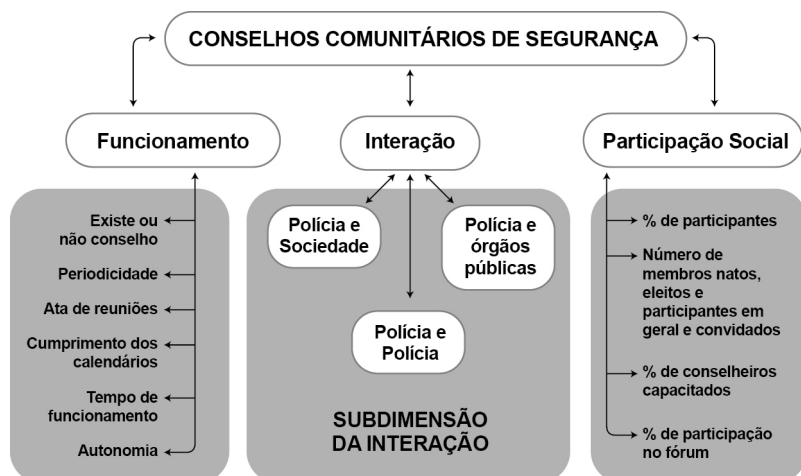 CONSELHOS COMUNITÁRIOS DE SEGURANÇA
Funcionamento
Interação
Participação Social
Existe ou
não conselho
Periodicidade
Ata de reuniões
Cumprimento dos
calendários
Tempo de
funcionamento
Autonomia
Polícia e
Sociedade
Polícia e
órgãos
públicas
Polícia e
Polícia
SUBDIMENSÃO
DA INTERAÇÃO
% de participantes
Número de
membros natos,
eleitos e
participantes em
geral e convidados
% de conselheiros
capacitados
% de participação
no fórum